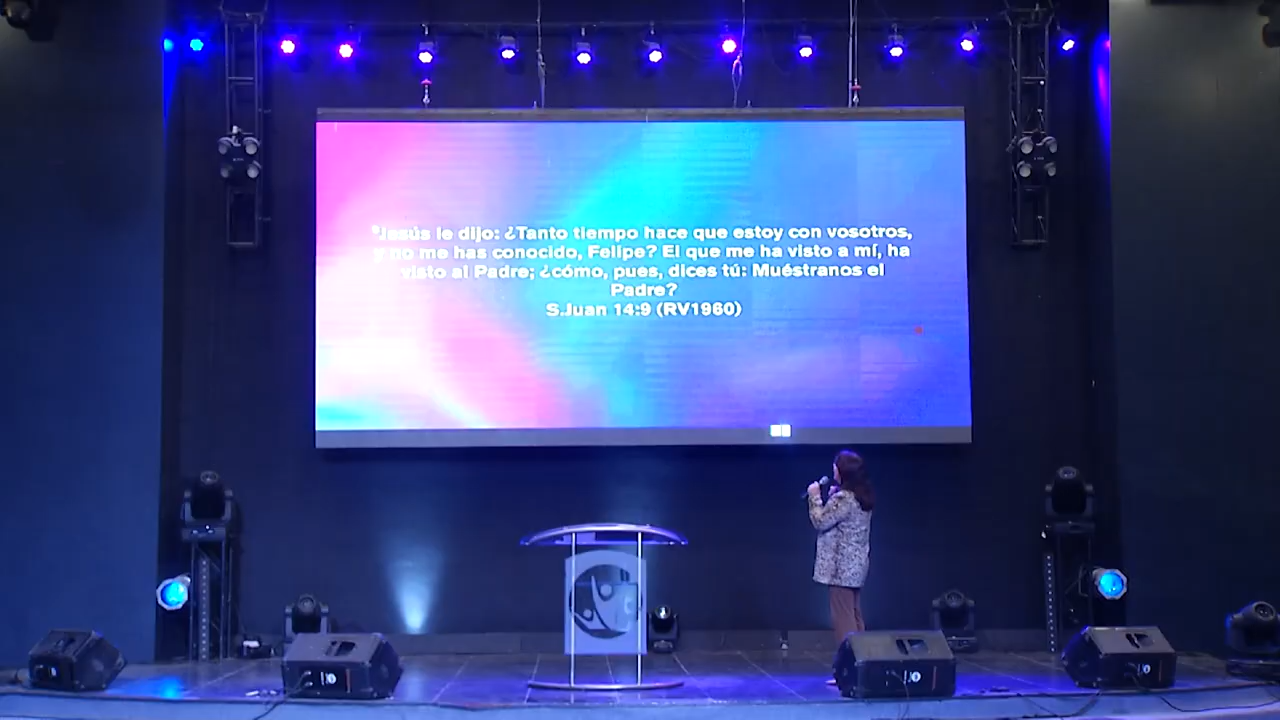 "Jesús le dijo: ¿Tanto tiempo hace que estoy con vosotros,
y no me has conocido, Felipe? El que me ha visto a mí, ha
visto al Padre; ¿cómo, pues, dices tú: Muéstranos el
Padre?
S.Juan 14:9 (RV1960)